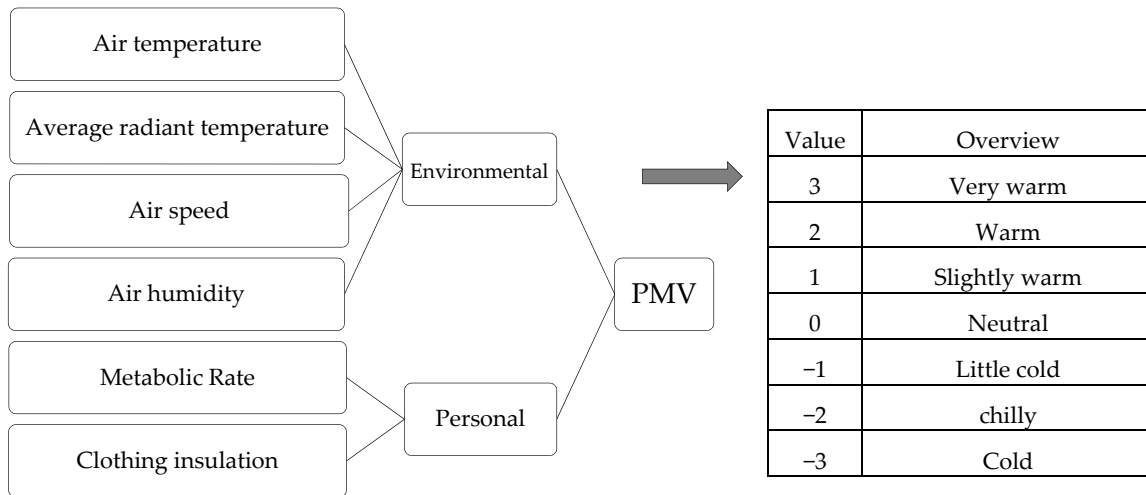 Air temperature
Average radiant temperature
Air speed
Air humidity
Metabolic Rate
Clothing insulation
Environmental
Personal
PMV
Value Overview
3 Very warm
2 Warm
1 Slightly warm
0 Neutral
−1 Little cold
−2 chilly
−3 Cold